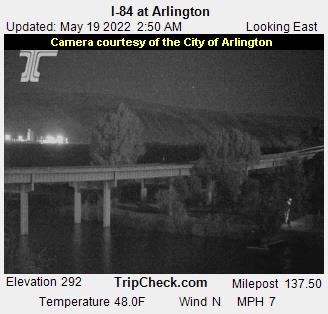 I-84 at Arlington
Updated: May 19 2022 2:50 AM Looking East
Camera courtesy of the City of Arlington
Elevation 292 TripCheck.com Milepost 137.50
Temperature 48.0F Wind N MPH 7